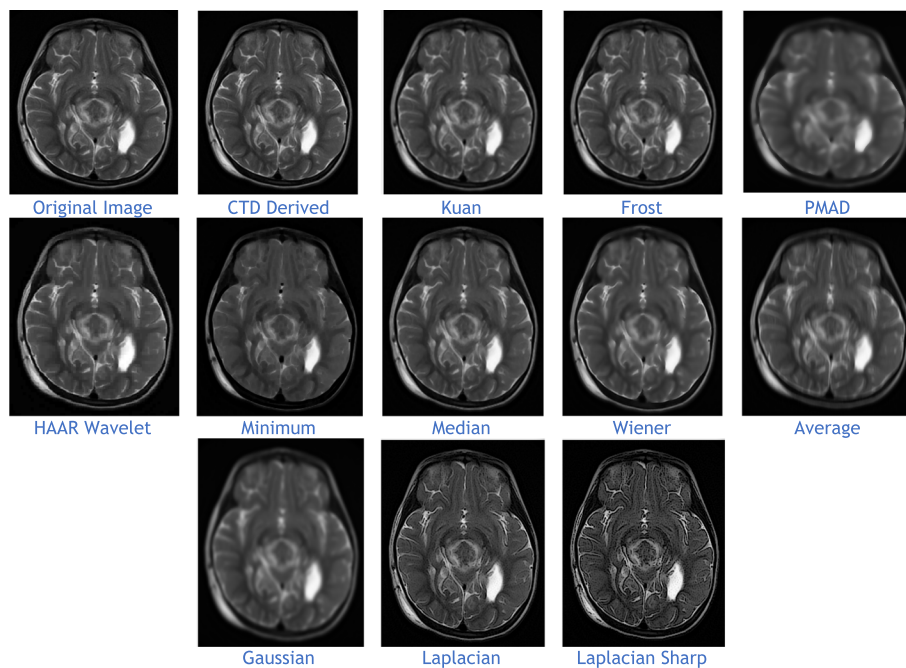 Original Image
CTD Derived
Kuan
Frost
PMAD
HAAR Wavelet
Minimum
Median
Wiener
Average
Gaussian
Laplacian
Laplacian Sharp